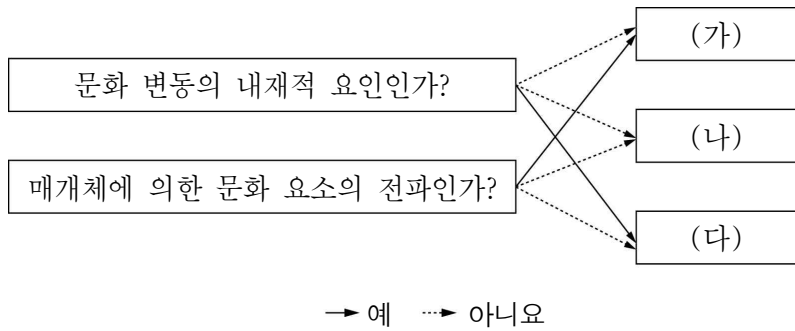 (가)
문화 변동의 내재적 요인인가?
(나)
매개체에 의한 문화 요소의 전파인가?
(다)
예 아니요